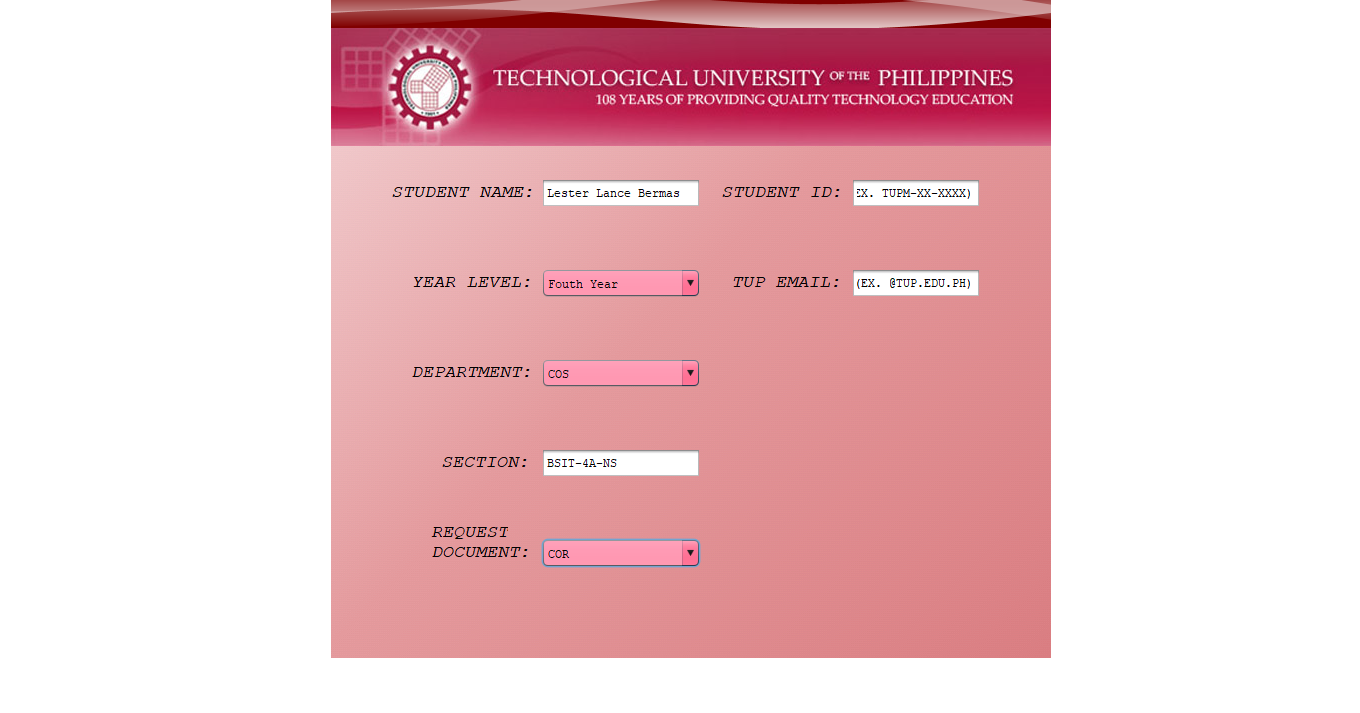 TECHNOLOGICAL UNIVERSITY OF THE PHILIPPINES
108 YEARS OF PROVIDING QUALITY TECHNOLOGY EDUCATION
STUDENT NAME: Lester Lance Bermas STUDENT ID: EX. TUPM-XX-XXXX)
YEAR LEVEL: Fouth Year TUP EMAIL: (EX. @TUP.EDU.PH)
DEPARTMENT: COS
SECTION: BSIT-4A-NS
REQUEST
DOCUMENT: COR